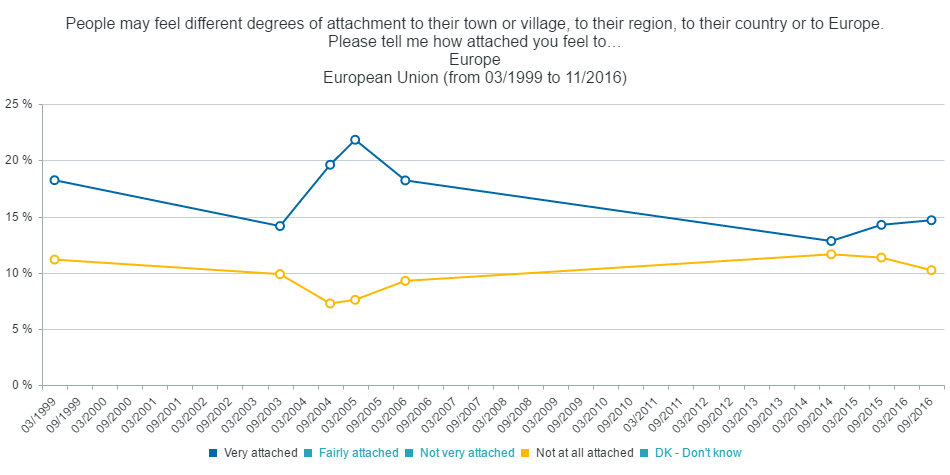 People may feel different degrees of attachment to their town or village, to their region, to their country or to Europe.
Please tell me how attached you feel to…
Europe
European Union (from 03/1999 to 11/2016)
25 %
20 %
15 %
10 %
5 %
0 %
03/1999 09/1999 03/2000 09/2000 03/2001 09/2001 03/2002 09/2002 03/2003 09/2003 03/2004 09/2004 03/2005 09/2005 03/2006 09/2006 03/2007 09/2007 03/2008 09/2008 03/2009 09/2009 03/2010 09/2010 03/2011 09/2011 03/2012 09/2012 03/2013 09/2013 03/2014 09/2014 03/2015 09/2015 03/2016 09/2016
Very attached Fairly attached Not very attached Not at all attached DK - Don't know